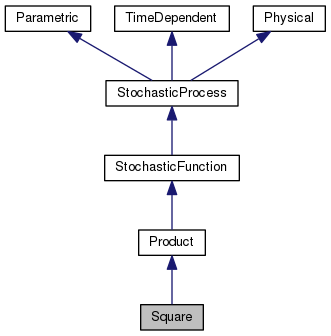 Parametric
TimeDependent
Physical
StochasticProcess
StochasticFunction
Product
Square